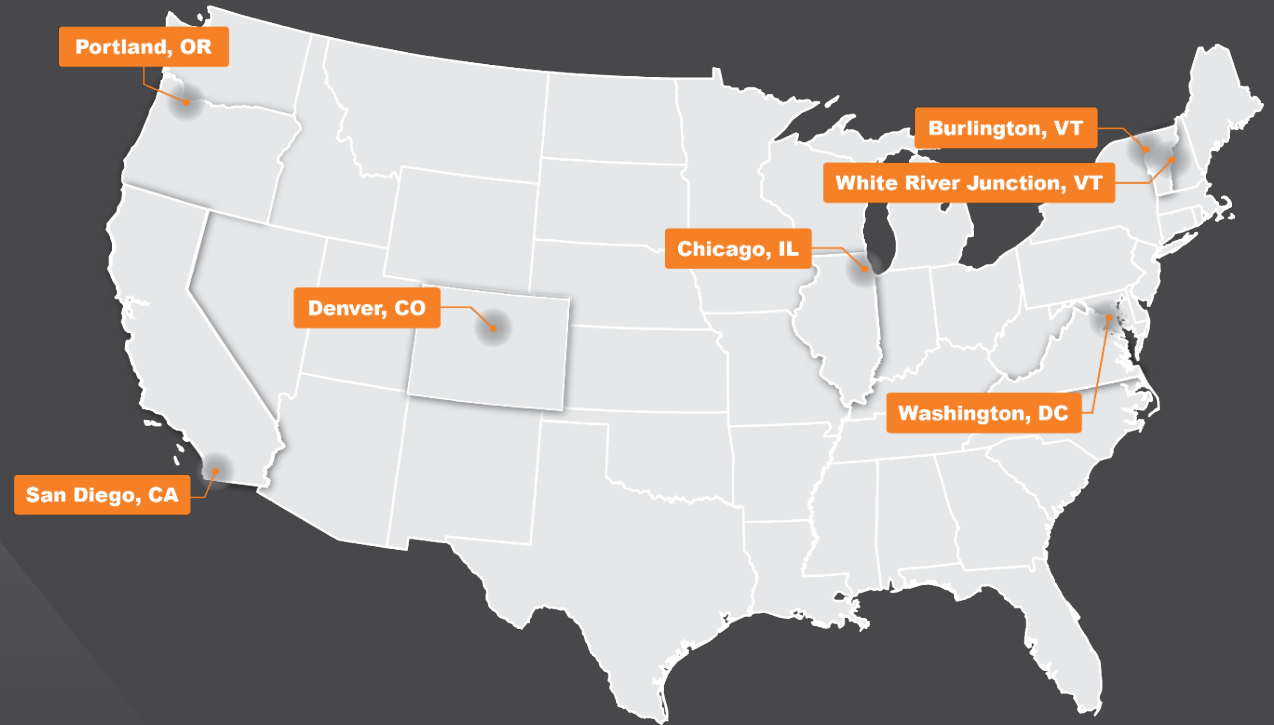 Portland, OR
Burlington, VT
White River Junction, VT
Chicago, IL
Denver, CO
Washington, DC
San Diego, CA